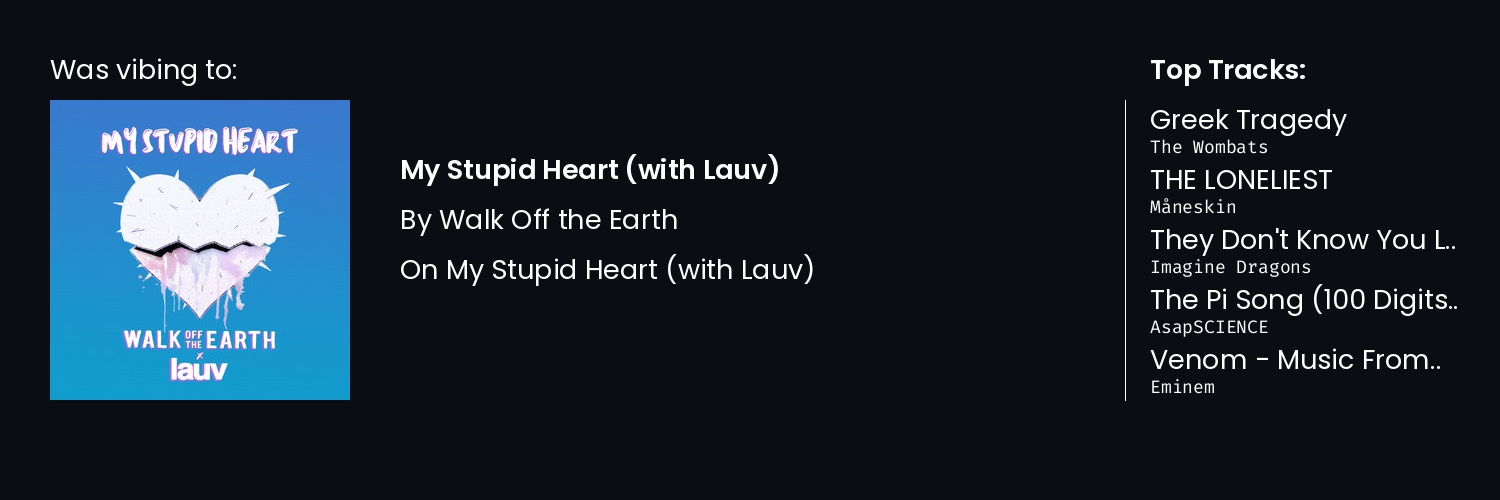 Was vibing to:
MY STUPID HEART
WALK OFF THE EARTH
x
lauv
My Stupid Heart (with Lauv)
By Walk Off the Earth
On My Stupid Heart (with Lauv)
Top Tracks:
Greek Tragedy
The Wombats
THE LONELIEST
Måneskin
They Don't Know You L..
Imagine Dragons
The Pi Song (100 Digits..
AsapSCIENCE
Venom - Music From..
Eminem